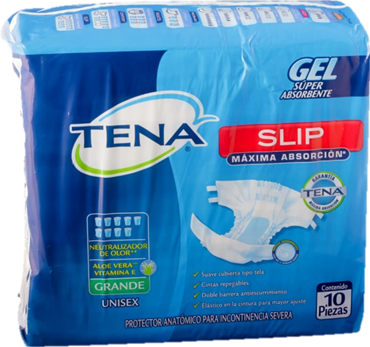 GEL
SÚPER
ABSORBENTE
TENA
SLIP
MÁXIMA ABSORCIÓN*
GARANTÍA
TENA
NEUTRALIZADOR
DE OLOR**
ALOE VERA
VITAMINA E
GRANDE
UNISEX
✓ Suave cubierta tipo tela
✓ Cintas repegables
✓ Doble barrera antiescurrimiento
✓ Elástico en la cintura para mayor ajuste
Contenido
10
Piezas
PROTECTOR ANATÓMICO PARA INCONTINENCIA SEVERA